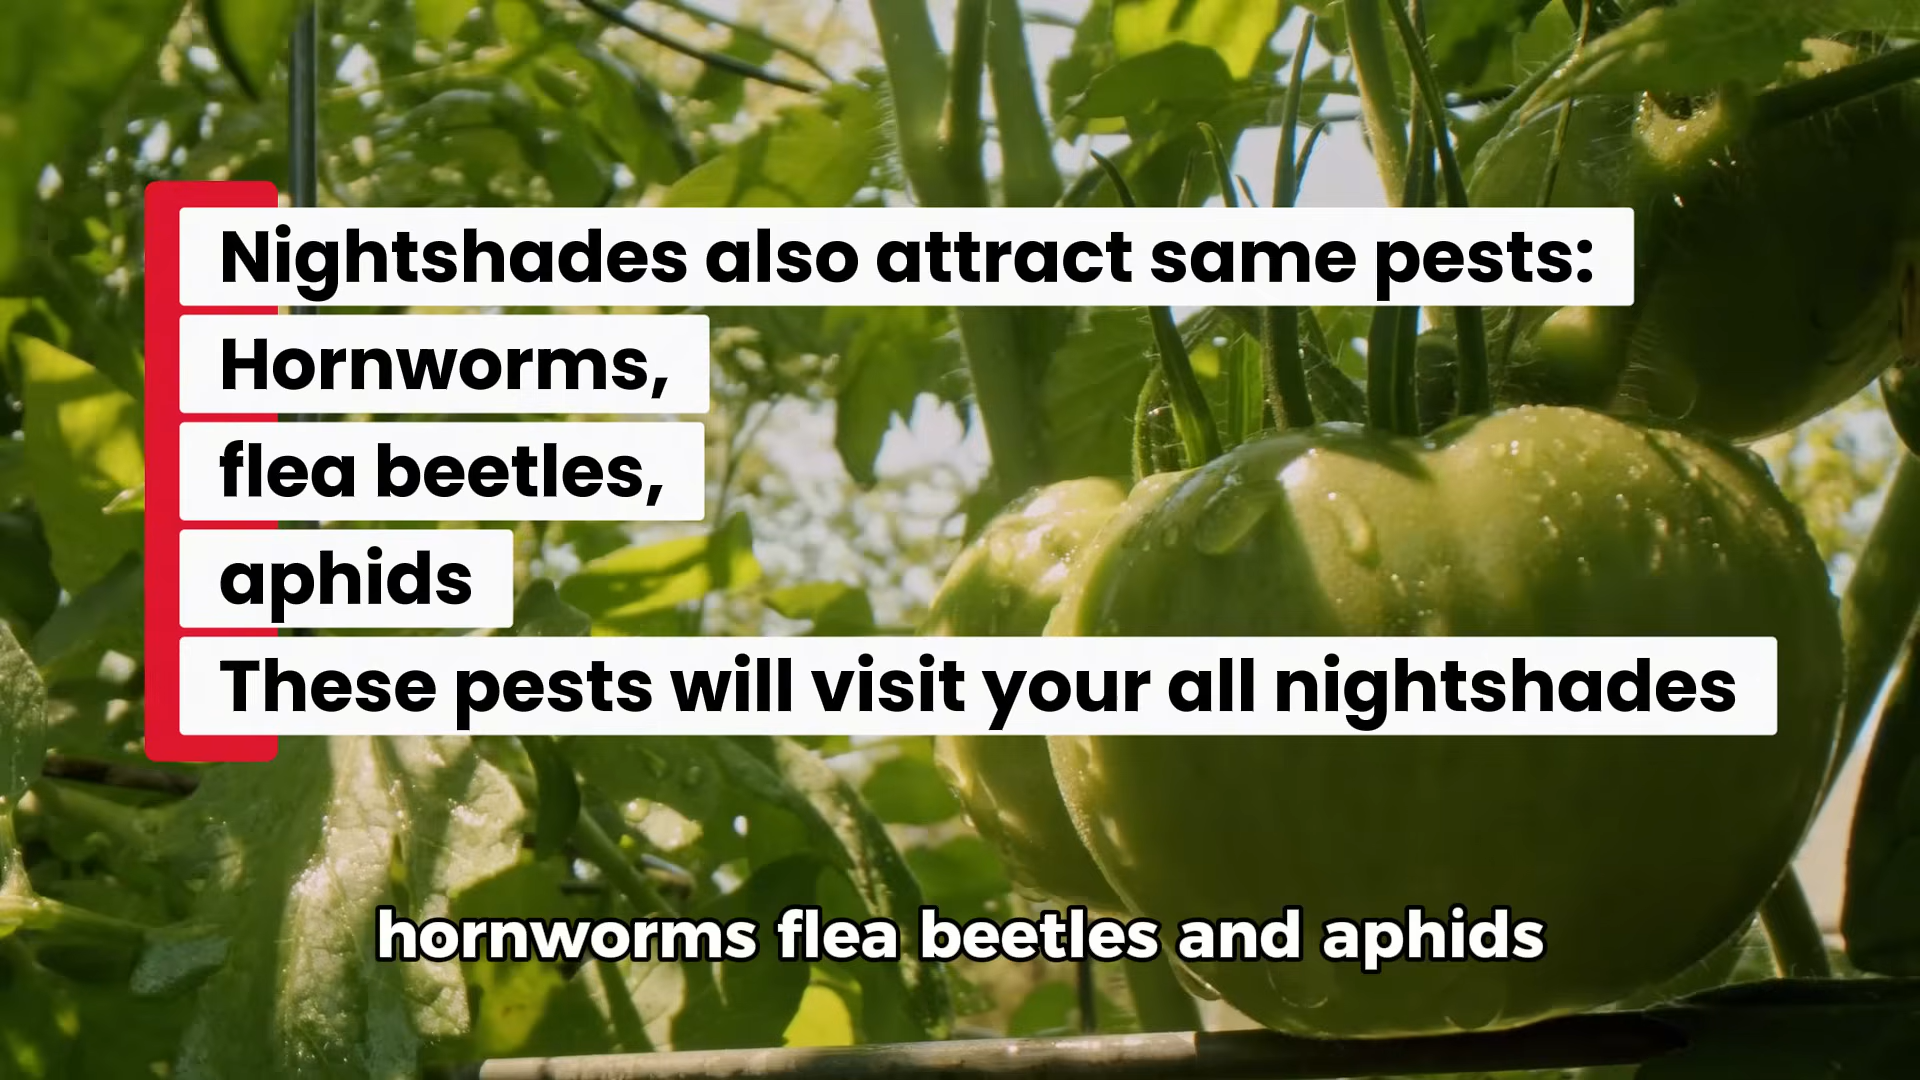 Nightshades also attract same pests:
Hornworms,
flea beetles,
aphids
These pests will visit your all nightshades
hornworms flea beetles and aphids